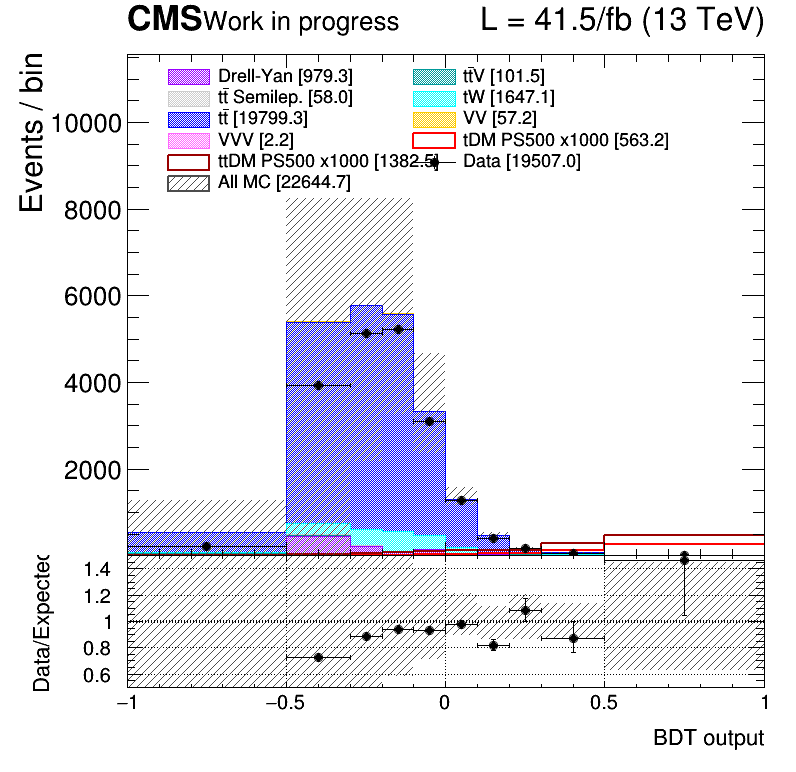 CMS Work in progress L = 41.5/fb (13 TeV)
Events / bin
Drell-Yan [979.3] tt̄V [101.5]
tt̄ Semilep. [58.0] tW [1647.1]
tt̄ [19799.3] VV [57.2]
VVV [2.2] tDM PS500 x1000 [563.2]
ttDM PS500 x1000 [1382.5] Data [19507.0]
All MC [22644.7]
10000
8000
6000
4000
2000
Data/Expected
1.4
1.2
1
0.8
0.6
−1 −0.5 0 0.5 1
BDT output